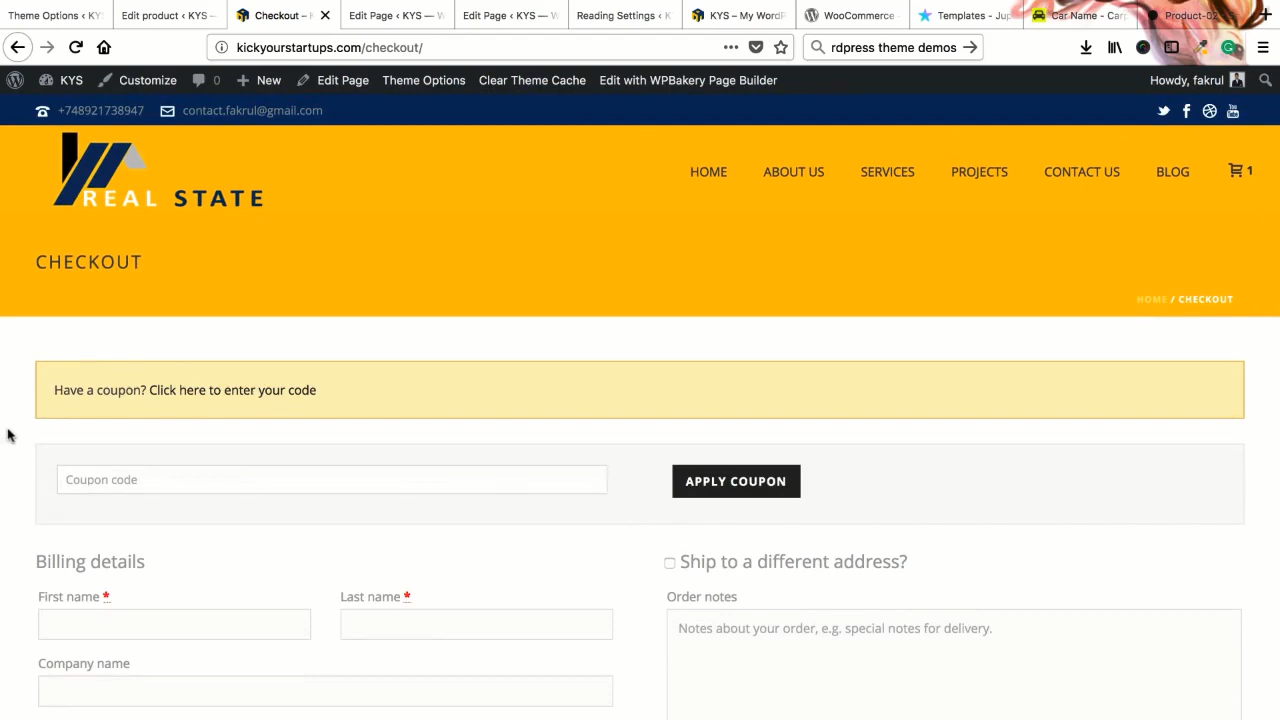 Theme Options ‹ KYS
Edit product ‹ KYS —
Checkout –
Edit Page ‹ KYS — W
Edit Page ‹ KYS — W
Reading Settings ‹ K
KYS – My WordP
WooCommerce
Templates - Jup
Car Name - Carp
Product-02
kickyourstartups.com/checkout/
rdpress theme demos
KYS
Customize
0
New
Edit Page
Theme Options
Clear Theme Cache
Edit with WPBakery Page Builder
Howdy, fakrul
+748921738947
contact.fakrul@gmail.com
You
Tube
REAL STATE
HOME
ABOUT US
SERVICES
PROJECTS
CONTACT US
BLOG
1
CHECKOUT
HOME / CHECKOUT
Have a coupon? Click here to enter your code
Coupon code
APPLY COUPON
Billing details
Ship to a different address?
First name *
Last name *
Order notes
Notes about your order, e.g. special notes for delivery.
Company name